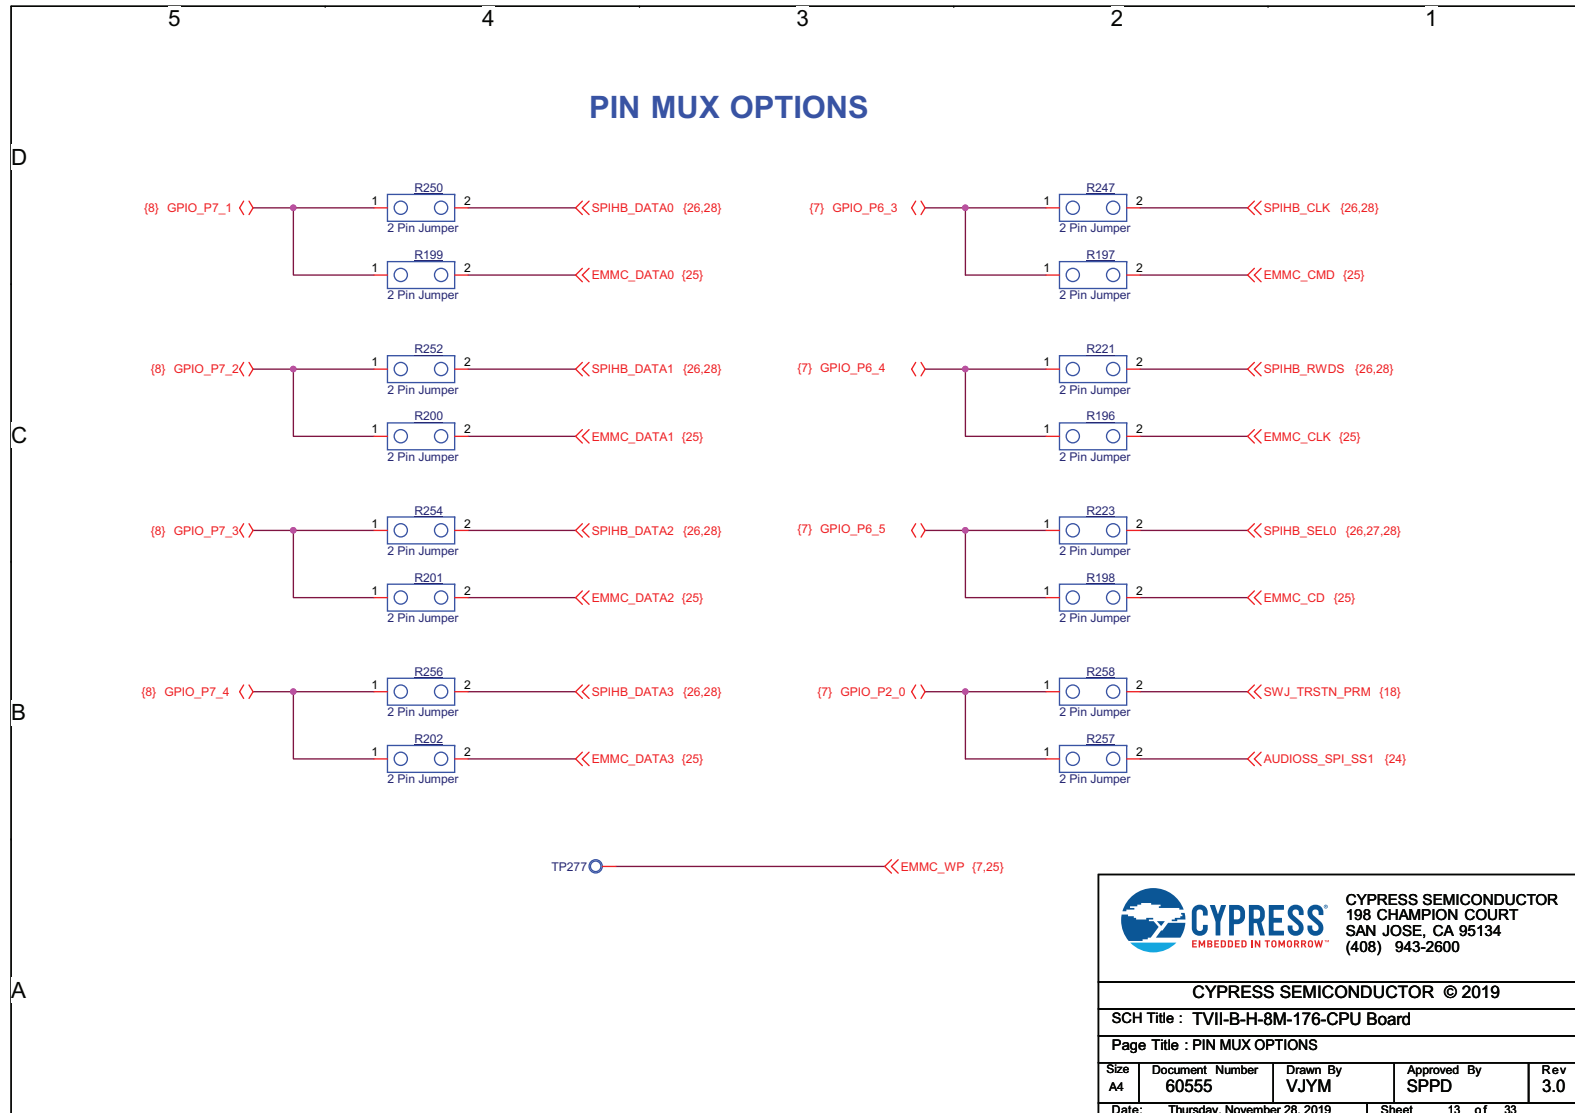 5 4 3 2 1
PIN MUX OPTIONS
D
{8} GPIO_P7_1
1
R250
2
2 Pin Jumper
SPIHB_DATA0 {26,28}
1
R199
2
2 Pin Jumper
EMMC_DATA0 {25}
{7} GPIO_P6_3
1
R247
2
2 Pin Jumper
SPIHB_CLK {26,28}
1
R197
2
2 Pin Jumper
EMMC_CMD {25}
{8} GPIO_P7_2
1
R252
2
2 Pin Jumper
SPIHB_DATA1 {26,28}
1
R200
2
2 Pin Jumper
EMMC_DATA1 {25}
{7} GPIO_P6_4
1
R221
2
2 Pin Jumper
SPIHB_RWDS {26,28}
1
R196
2
2 Pin Jumper
EMMC_CLK {25}
C
{8} GPIO_P7_3
1
R254
2
2 Pin Jumper
SPIHB_DATA2 {26,28}
1
R201
2
2 Pin Jumper
EMMC_DATA2 {25}
{7} GPIO_P6_5
1
R223
2
2 Pin Jumper
SPIHB_SEL0 {26,27,28}
1
R198
2
2 Pin Jumper
EMMC_CD {25}
{8} GPIO_P7_4
1
R256
2
2 Pin Jumper
SPIHB_DATA3 {26,28}
1
R202
2
2 Pin Jumper
EMMC_DATA3 {25}
{7} GPIO_P2_0
1
R258
2
2 Pin Jumper
SWJ_TRSTN_PRM {18}
1
R257
2
2 Pin Jumper
AUDIOSS_SPI_SS1 {24}
B
TP277
EMMC_WP {7,25}
A
CYPRESS®
EMBEDDED IN TOMORROW™
CYPRESS SEMICONDUCTOR
198 CHAMPION COURT
SAN JOSE, CA 95134
(408) 943-2600
CYPRESS SEMICONDUCTOR © 2019
SCH Title : TVII-B-H-8M-176-CPU Board
Page Title : PIN MUX OPTIONS
Size Document Number Drawn By Approved By Rev
A4 60555 VJYM SPPD 3.0
Date: Thursday, November 28, 2019 Sheet 13 of 33